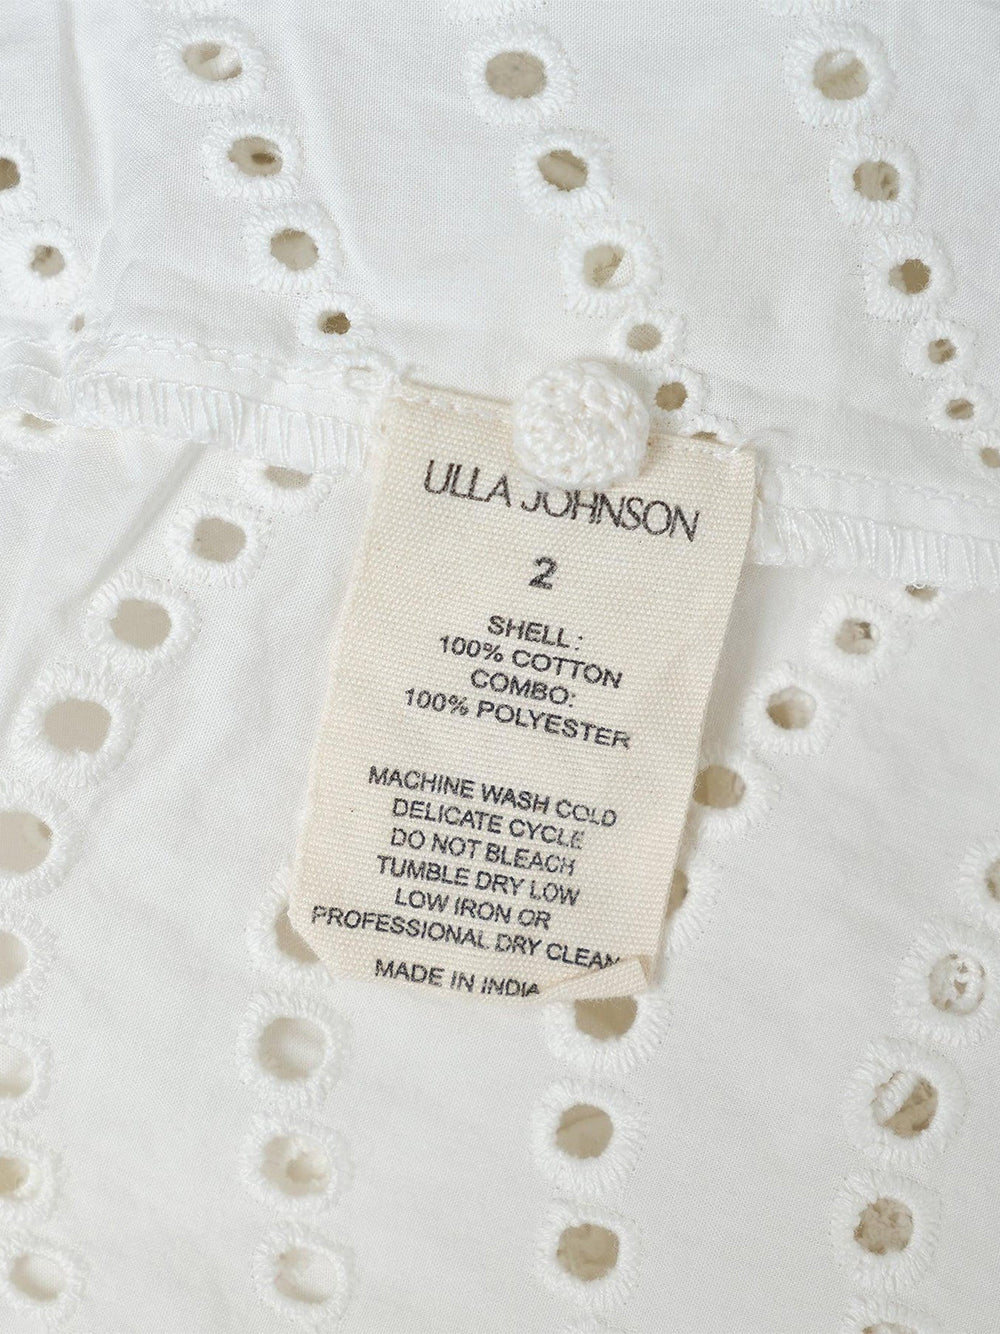 ULLA JOHNSON
2
SHELL:
100% COTTON
COMBO:
100% POLYESTER
MACHINE WASH COLD
DELICATE CYCLE
DO NOT BLEACH
TUMBLE DRY LOW
LOW IRON OR
PROFESSIONAL DRY CLEAN
MADE IN INDIA